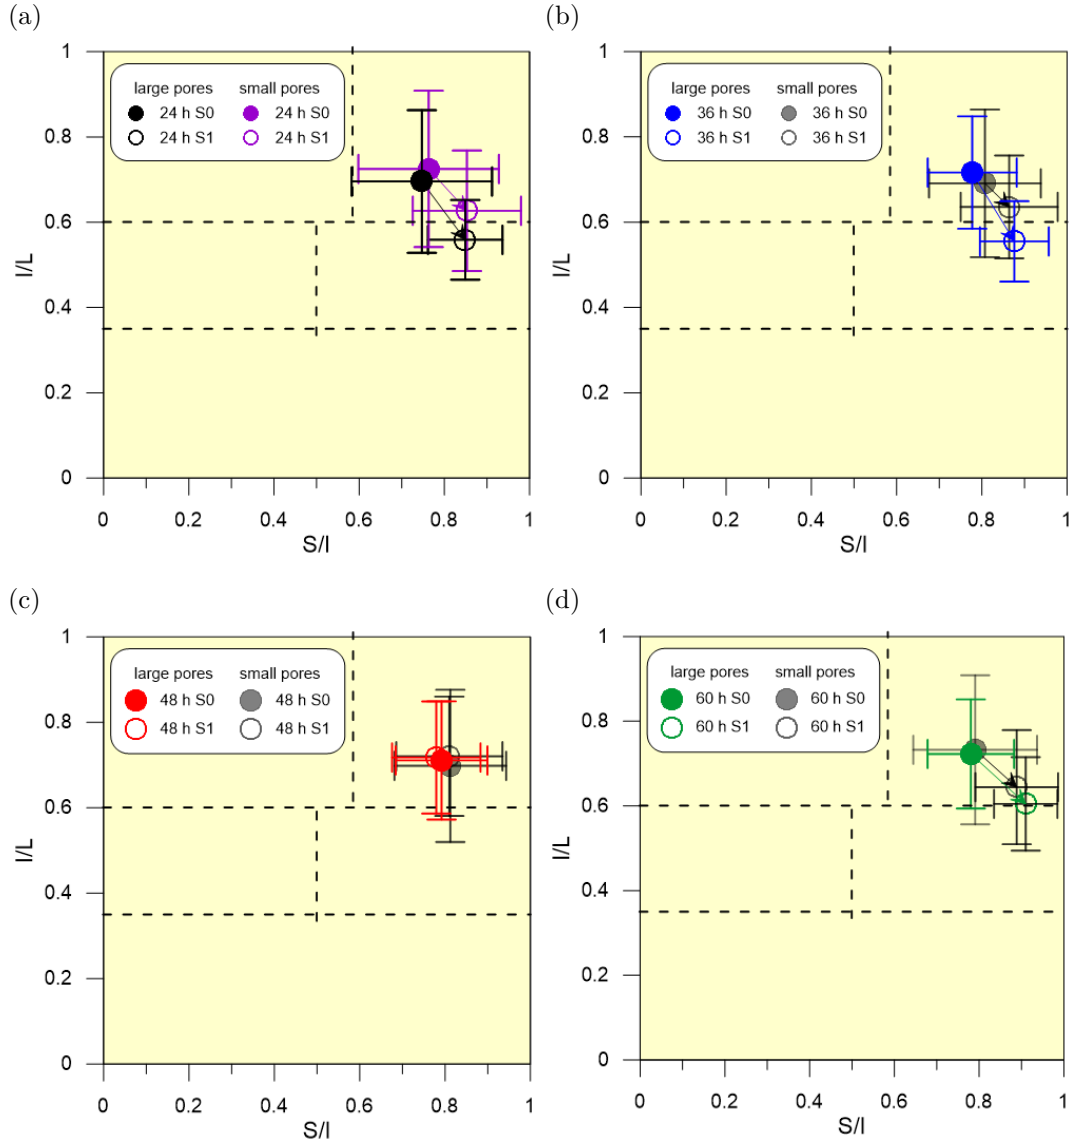 (a)
large pores small pores
24 h S0 24 h S0
24 h S1 24 h S1
1
0.8
0.6
0.4
0.2
0
I/L
0 0.2 0.4 0.6 0.8 1
S/I
(b)
large pores small pores
36 h S0 36 h S0
36 h S1 36 h S1
1
0.8
0.6
0.4
0.2
0
I/L
0 0.2 0.4 0.6 0.8 1
S/I
(c)
large pores small pores
48 h S0 48 h S0
48 h S1 48 h S1
1
0.8
0.6
0.4
0.2
0
I/L
0 0.2 0.4 0.6 0.8 1
S/I
(d)
large pores small pores
60 h S0 60 h S0
60 h S1 60 h S1
1
0.8
0.6
0.4
0.2
0
I/L
0 0.2 0.4 0.6 0.8 1
S/I